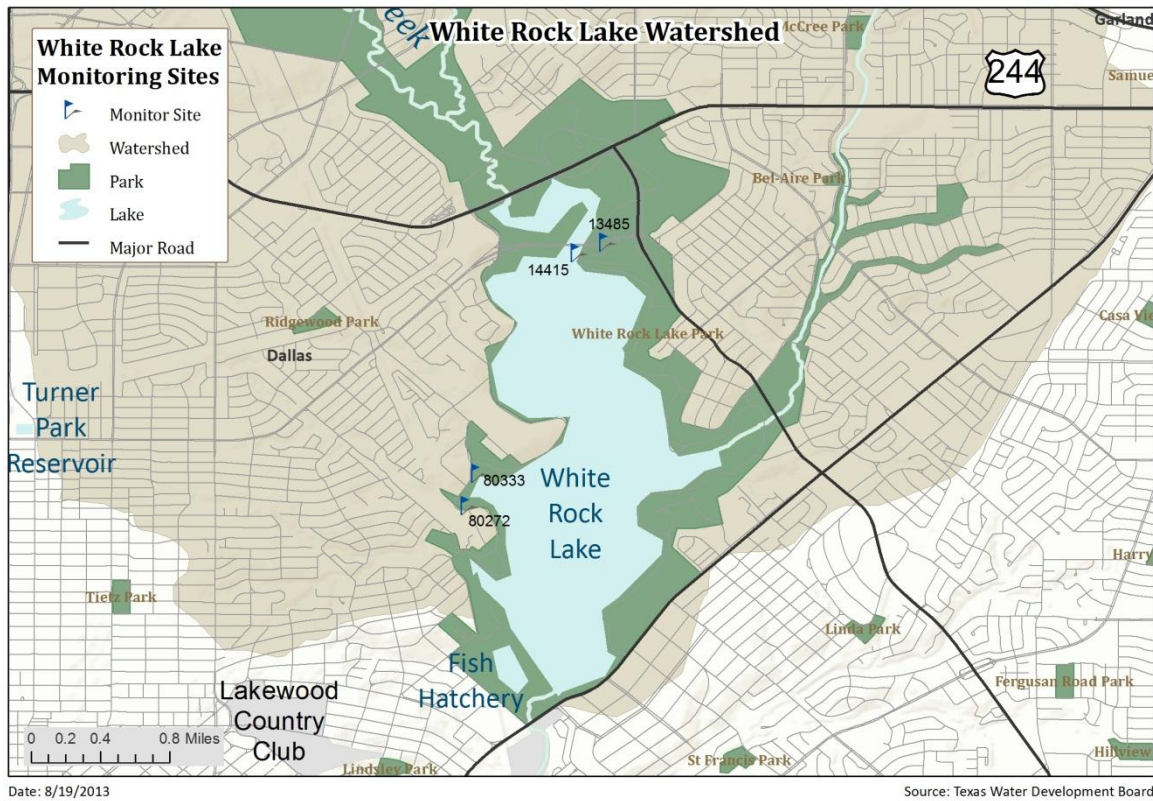 White Rock Lake Watershed
White Rock Lake
Monitoring Sites
Monitor Site
Watershed
Park
Lake
Major Road
eek
McCree Park
Garland
244
Samue
Bel-Aire Park
13485
14415
Ridgewood Park
White Rock Lake Park
Casa Vie
Dallas
Turner
Park
Reservoir
80333
80272
White
Rock
Lake
Harry
Tietz Park
Linda Park
Fish
Hatchery
Fergusan Road Park
Lakewood
Country
Club
0 0.2 0.4 0.8 Miles
Lindsley Park
St Francis Park
Hillview
Date: 8/19/2013
Source: Texas Water Development Board